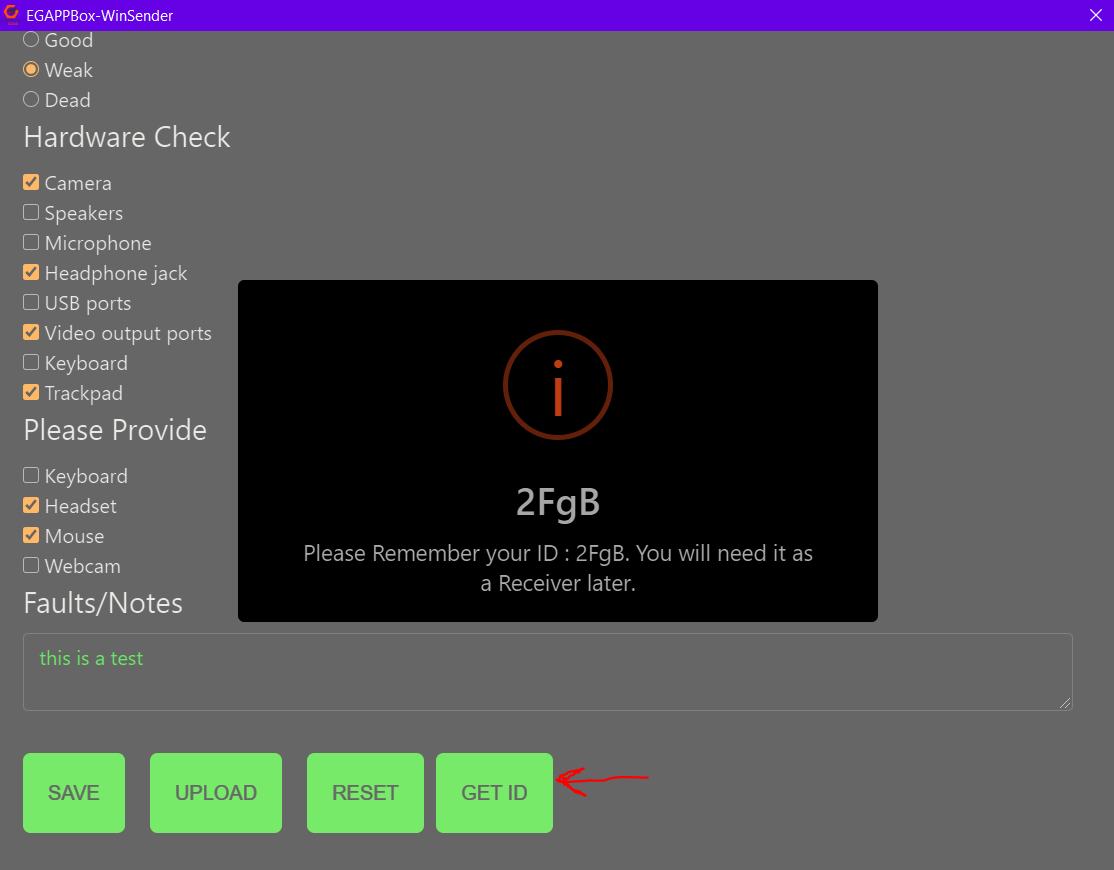 EGAPPBox-WinSender
Good
Weak
Dead
Hardware Check
Camera
Speakers
Microphone
Headphone jack
USB ports
Video output ports
Keyboard
Trackpad
Please Provide
Keyboard
Headset
Mouse
Webcam
Faults/Notes
this is a test
i
2FgB
Please Remember your ID : 2FgB. You will need it as
a Receiver later.
SAVE
UPLOAD
RESET
GET ID